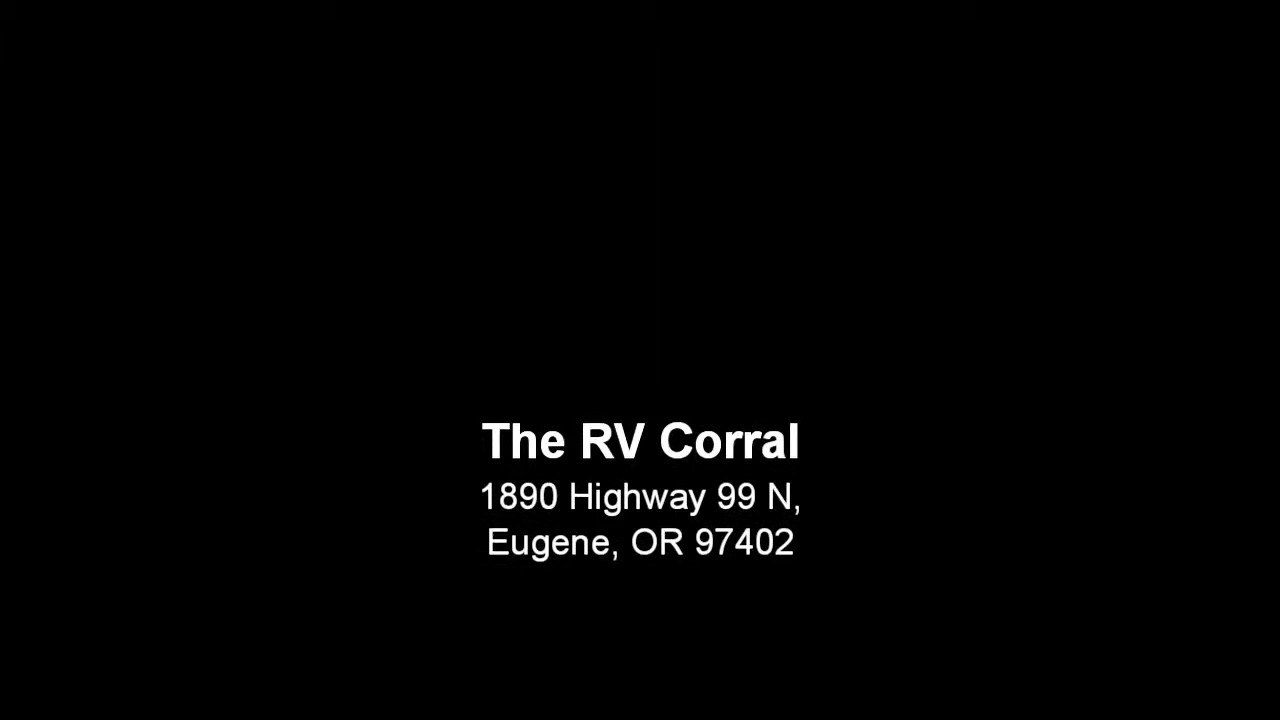 The RV Corral
1890 Highway 99 N,
Eugene, OR 97402